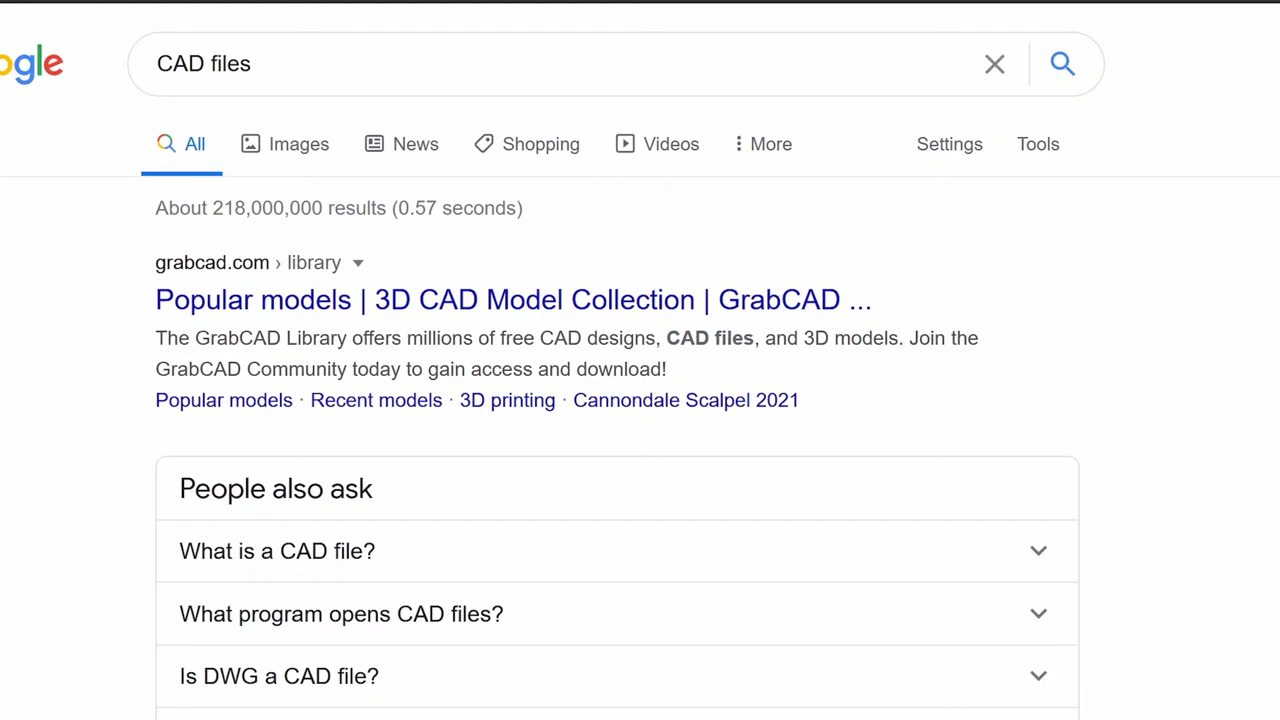 ogle
CAD files
All Images News Shopping Videos More Settings Tools
About 218,000,000 results (0.57 seconds)
grabcad.com › library
Popular models | 3D CAD Model Collection | GrabCAD ...
The GrabCAD Library offers millions of free CAD designs, CAD files, and 3D models. Join the
GrabCAD Community today to gain access and download!
Popular models · Recent models · 3D printing · Cannondale Scalpel 2021
People also ask
What is a CAD file?
What program opens CAD files?
Is DWG a CAD file?